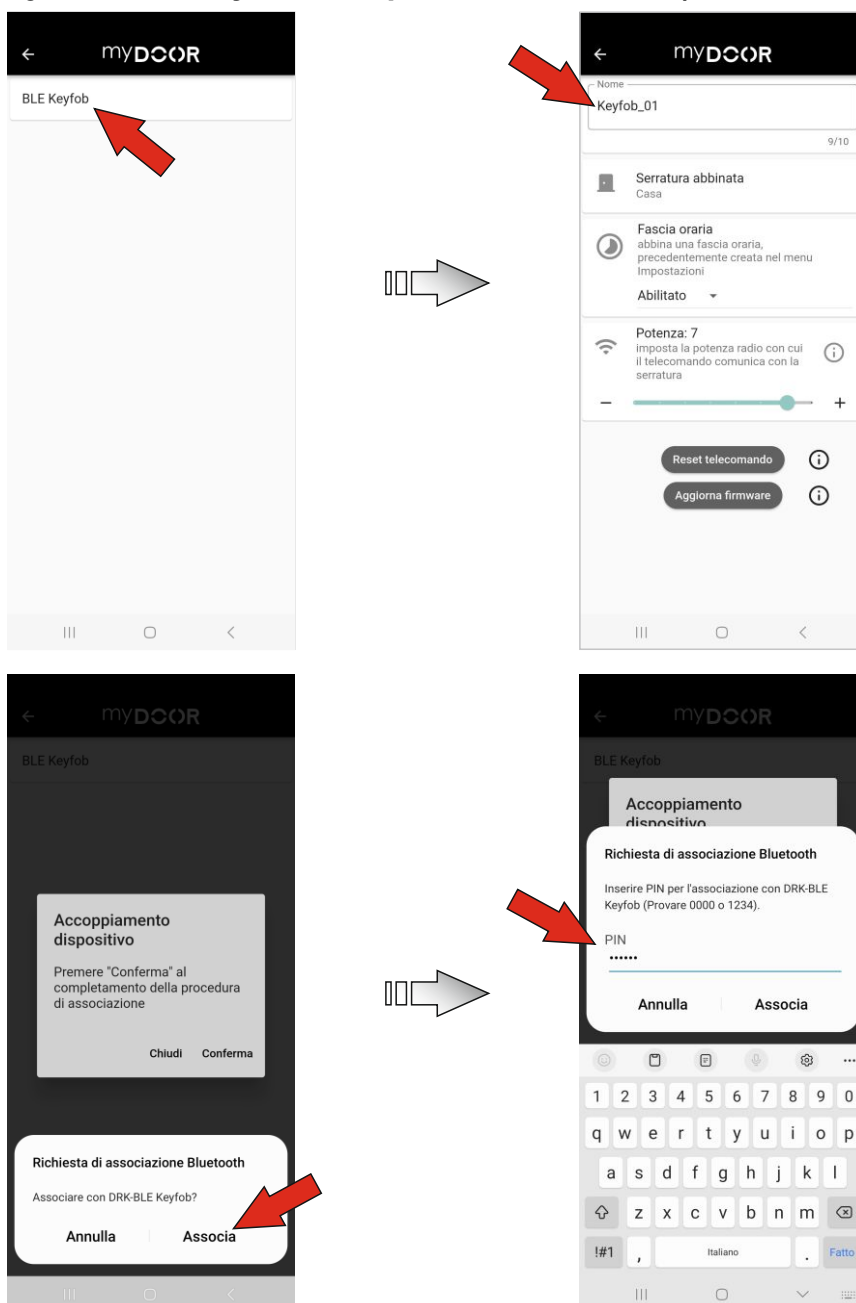 myDOOR
BLE Keyfob
myDOOR
Nome
Keyfob_01
9/10
Serratura abbinata
Casa
Fascia oraria
abbina una fascia oraria,
precedentemente creata nel menu
Impostazioni
Abilitato
Potenza: 7
imposta la potenza radio con cui
il telecomando comunica con la
serratura
Reset telecomando
Aggiorna firmware
myDOOR
BLE Keyfob
Accoppiamento
dispositivo
Premere "Conferma" al
completamento della procedura
di associazione
Chiudi Conferma
Richiesta di associazione Bluetooth
Associare con DRK-BLE Keyfob?
Annulla Associa
myDOOR
BLE Keyfob
Accoppiamento
dispositivo
Richiesta di associazione Bluetooth
Inserire PIN per l'associazione con DRK-BLE
Keyfob (Provare 0000 o 1234).
PIN
••••••
Annulla Associa
1 2 3 4 5 6 7 8 9 0
q w e r t y u i o p
a s d f g h j k l
z x c v b n m
!#1 , Italiano . Fatto